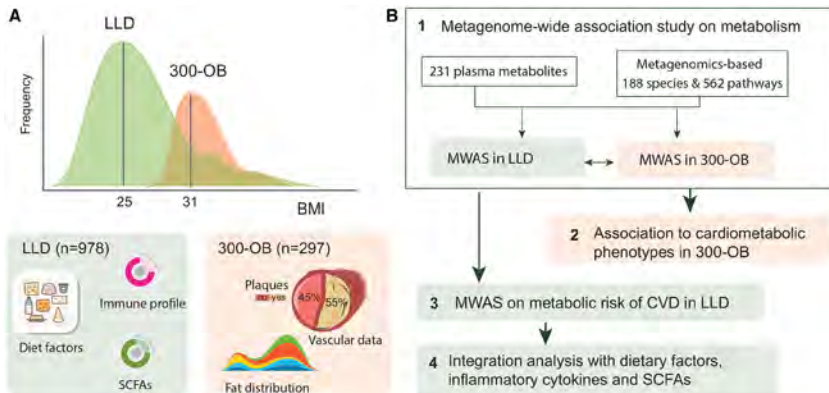 A
LLD
300-OB
Frequency
25
31
BMI
LLD (n=978)
Immune profile
Diet factors
SCFAs
300-OB (n=297)
Plaques
no yes
45%
55%
Vascular data
Fat distribution
B
1 Metagenome-wide association study on metabolism
231 plasma metabolites
Metagenomics-based
188 species & 562 pathways
MWAS in LLD
MWAS in 300-OB
2 Association to cardiometabolic
phenotypes in 300-OB
3 MWAS on metabolic risk of CVD in LLD
4 Integration analysis with dietary factors,
inflammatory cytokines and SCFAs